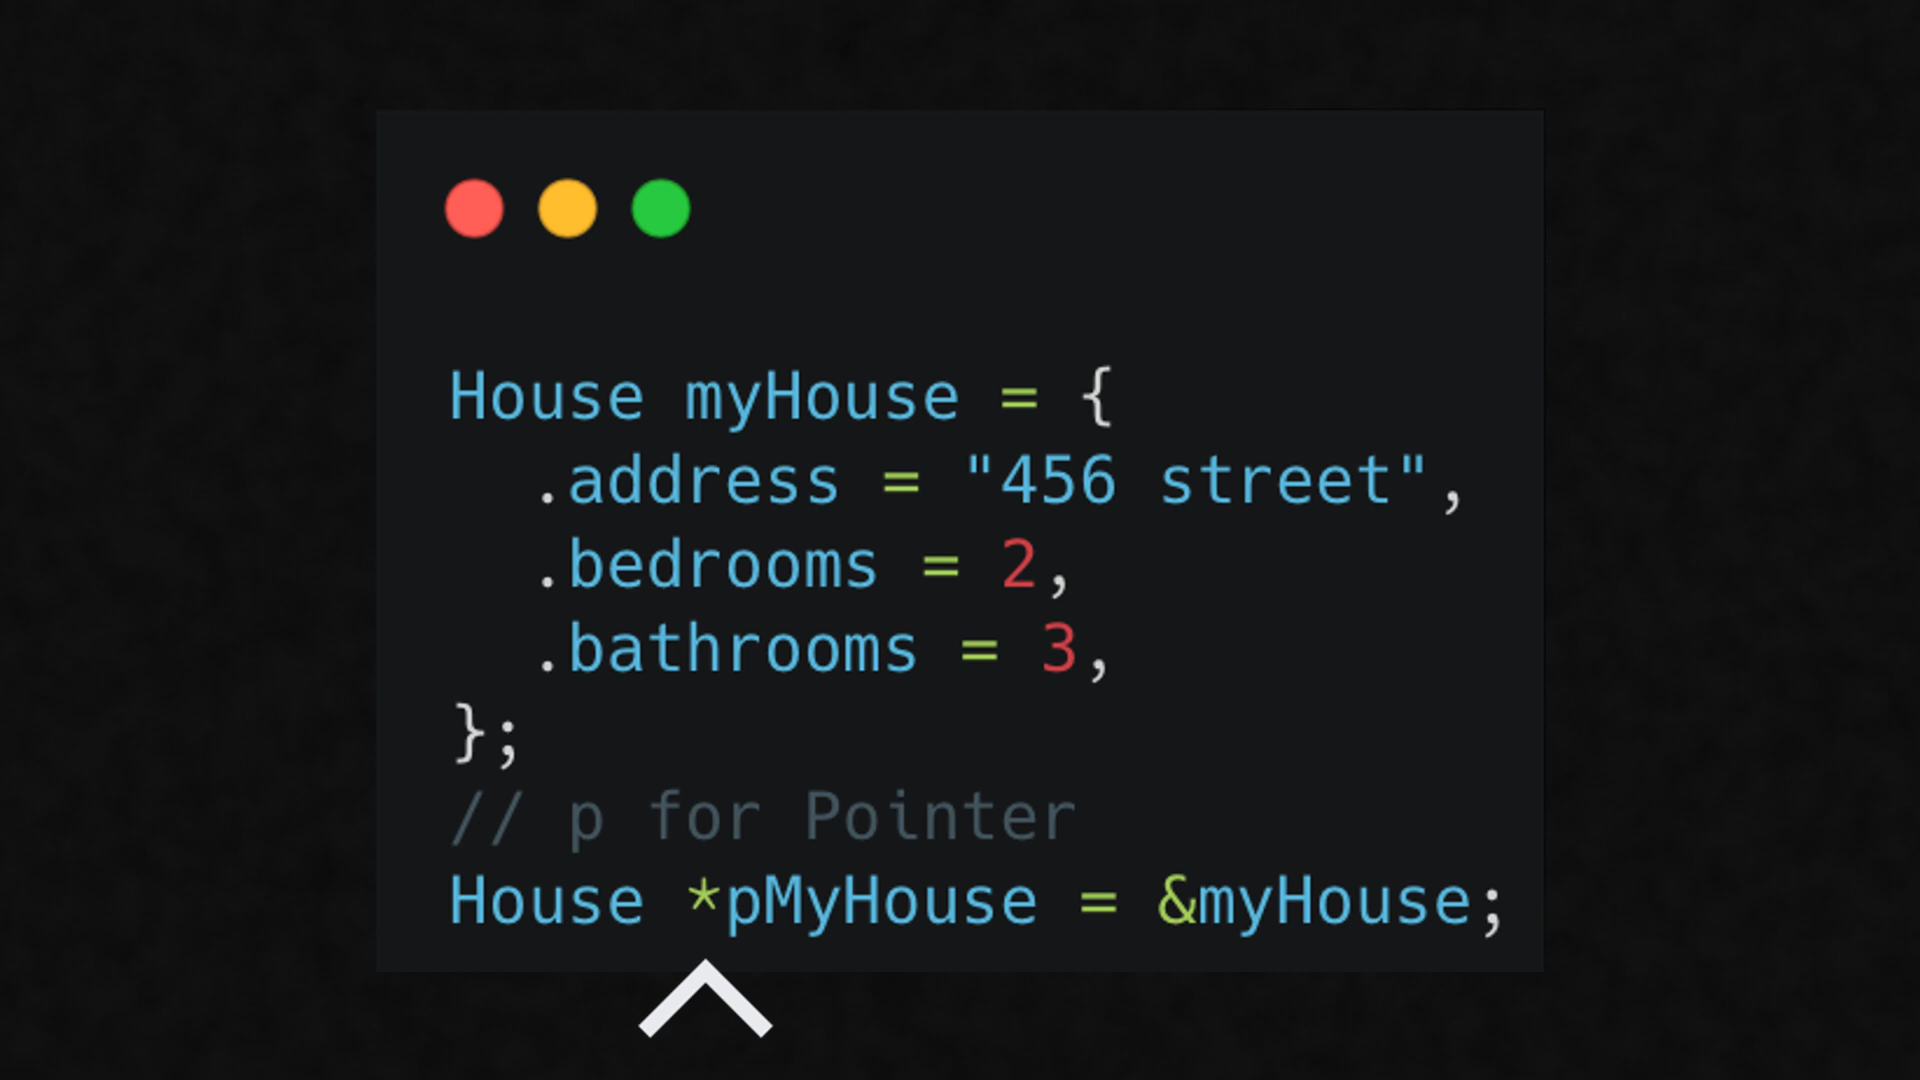 House myHouse = {
  .address = "456 street",
  .bedrooms = 2,
  .bathrooms = 3,
};
// p for Pointer
House *pMyHouse = &myHouse;